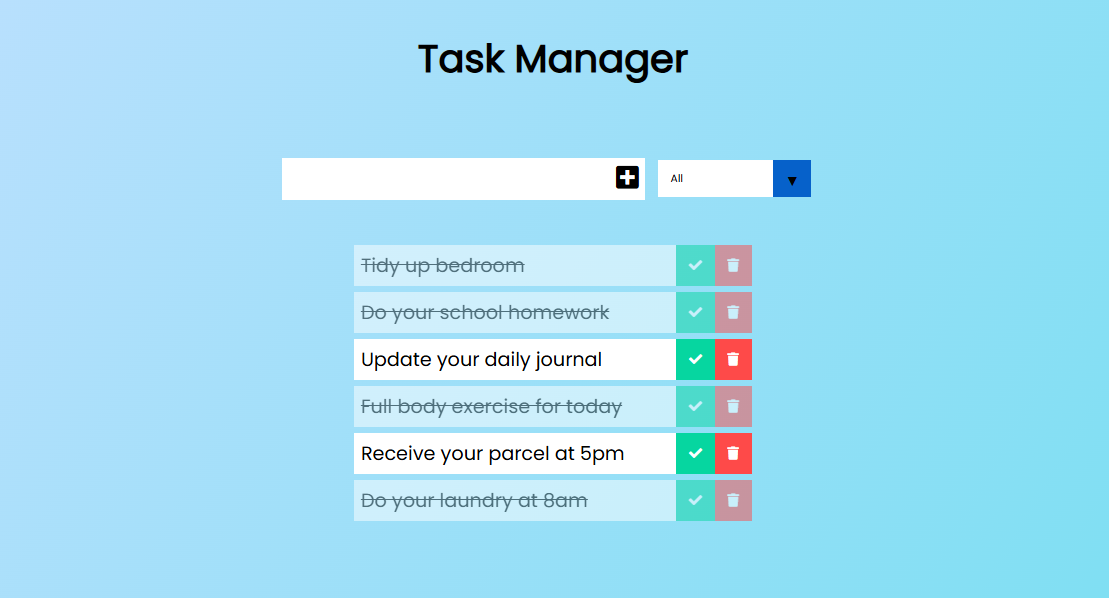 Task Manager
All
Tidy up bedroom
Do your school homework
Update your daily journal
Full body exercise for today
Receive your parcel at 5pm
Do your laundry at 8am